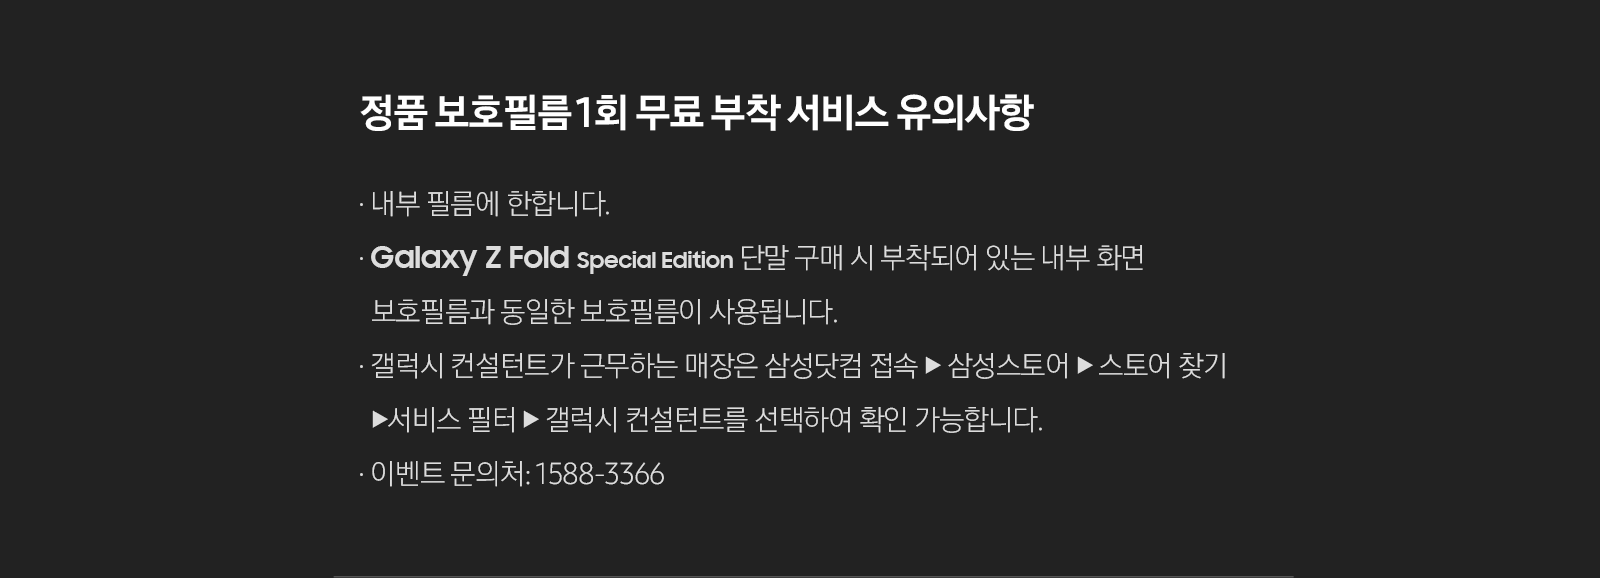 정품 보호필름 1회 무료 부착 서비스 유의사항
· 내부 필름에 한합니다.
· Galaxy Z Fold Special Edition 단말 구매 시 부착되어 있는 내부 화면
보호필름과 동일한 보호필름이 사용됩니다.
· 갤럭시 컨설턴트가 근무하는 매장은 삼성닷컴 접속 ▶ 삼성스토어 ▶ 스토어 찾기
▶서비스 필터 ▶ 갤럭시 컨설턴트를 선택하여 확인 가능합니다.
· 이벤트 문의처: 1588-3366